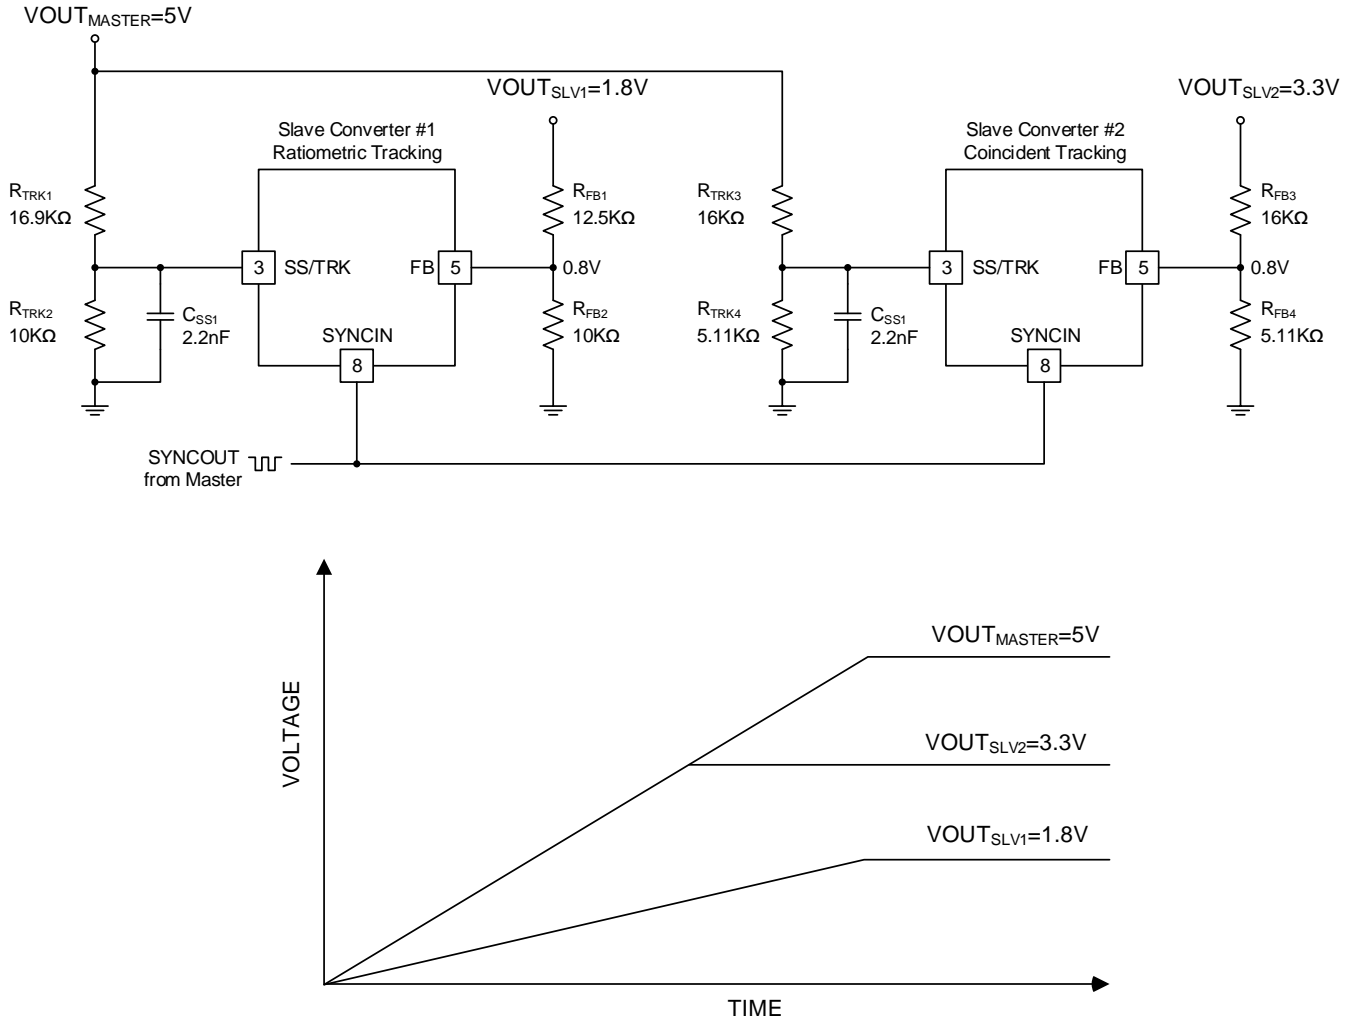 VOUTMASTER=5V
VOUTSLV1=1.8V
VOUTSLV2=3.3V
Slave Converter #1
Ratiometric Tracking
Slave Converter #2
Coincident Tracking
RTRK1
16.9KΩ
RFB1
12.5KΩ
RTRK3
16KΩ
RFB3
16KΩ
3
SS/TRK
FB
5
0.8V
3
SS/TRK
FB
5
0.8V
RTRK2
10KΩ
CSS1
2.2nF
SYNCIN
8
RFB2
10KΩ
RTRK4
5.11KΩ
CSS1
2.2nF
SYNCIN
8
RFB4
5.11KΩ
SYNCOUT
from Master
VOLTAGE
VOUTMASTER=5V
VOUTSLV2=3.3V
VOUTSLV1=1.8V
TIME